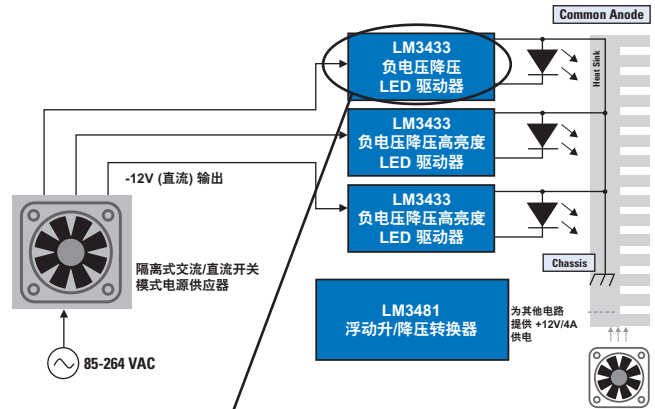 Common Anode
LM3433
负电压降压
LED 驱动器
Heat Sink
LM3433
负电压降压高亮度
LED 驱动器
-12V (直流) 输出
LM3433
负电压降压高亮度
LED 驱动器
隔离式交流/直流开关
模式电源供应器
Chassis
LM3481
浮动升/降压转换器
为其他电路
提供 +12V/4A
供电
85-264 VAC